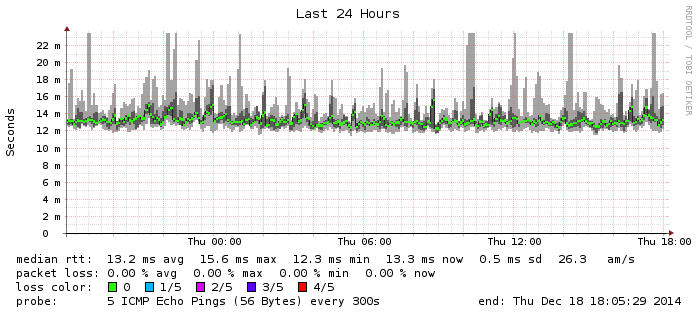 Last 24 Hours
RRDTOOL / TOBI OETIKER
Seconds
22 m
20 m
18 m
16 m
14 m
12 m
10 m
8 m
6 m
4 m
2 m
0
Thu 00:00 Thu 06:00 Thu 12:00 Thu 18:00
median rtt: 13.2 ms avg 15.6 ms max 12.3 ms min 13.3 ms now 0.5 ms sd 26.3 am/s
packet loss: 0.00 % avg 0.00 % max 0.00 % min 0.00 % now
loss color: 0 1/5 2/5 3/5 4/5
probe: 5 ICMP Echo Pings (56 Bytes) every 300s end: Thu Dec 18 18:05:29 2014